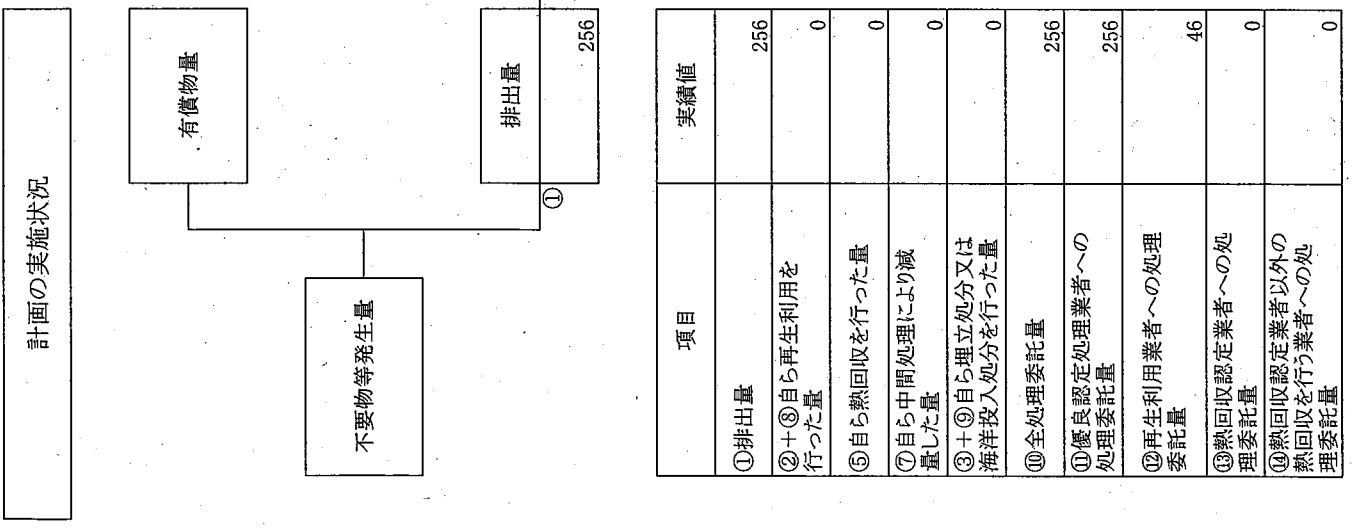 計画の実施状況
不要物等発生量
有償物量
①
排出量
256
項目
実績値
①排出量
256
②+⑧自ら再生利用を
行った量
0
⑤自ら熱回収を行った量
0
⑦自ら中間処理により減
量した量
0
③+⑨自ら埋立処分又は
海洋投入処分を行った量
0
⑩全処理委託量
256
⑪優良認定処理業者への
処理委託量
256
⑫再生利用業者への処理
委託量
46
⑬熱回収認定業者への処
理委託量
0
⑭熱回収認定業者以外の
熱回収を行う業者への処
理委託量
0